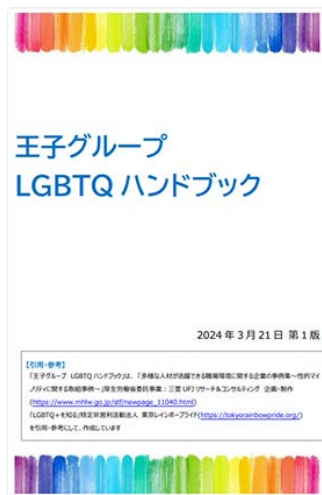 王子グループ
LGBTQ ハンドブック
2024 年 3 月 21 日 第 1 版
【引用・参考】
「王子グループ LGBTQ ハンドブック」は、「多様な人材が活躍できる職場環境に関する企業の事例集~性的マイ
ノリティに関する取組事例~」厚生労働省委託事業:三菱 UFJ リサーチ&コンサルティング 企画・制作
(https://www.mhlw.go.jp/stf/newpage_11040.html)
「LGBTQ+を知る」特定非営利活動法人 東京レインボープライド(https://tokyorainbowpride.org/)
を引用・参考にして、作成しています